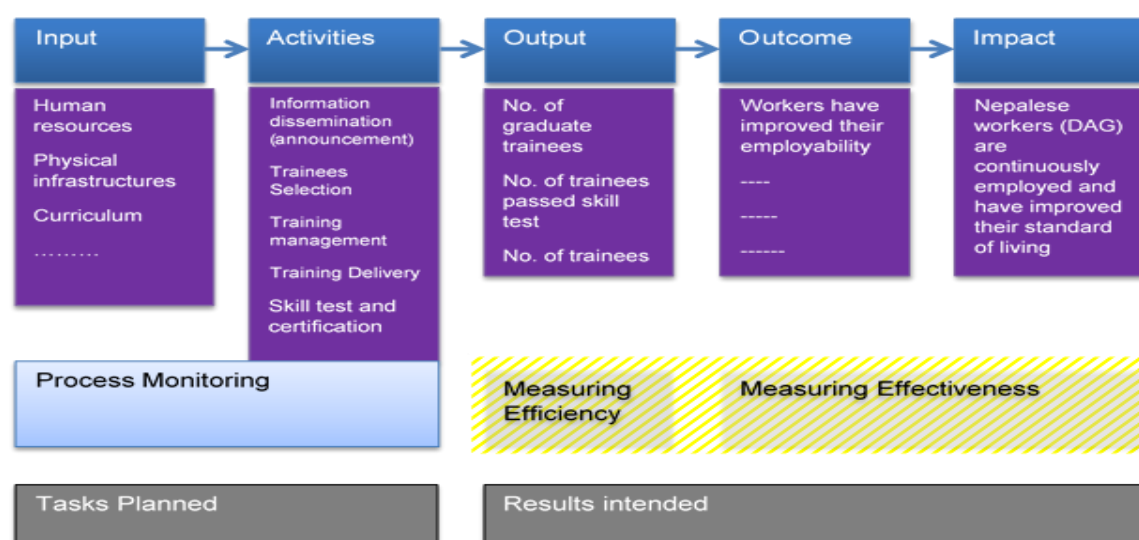 Input
Activities
Output
Outcome
Impact
Human
resources
Physical
infrastructures
Curriculum
………
Information
dissemination
(announcement)
Trainees
Selection
Training
management
Training Delivery
Skill test and
certification
No. of
graduate
trainees
No. of trainees
passed skill
test
No. of trainees
Workers have
improved their
employability
----
-----
------
Nepalese
workers (DAG)
are
continuously
employed and
have improved
their standard
of living
Process Monitoring
Measuring
Efficiency
Measuring Effectiveness
Tasks Planned
Results intended